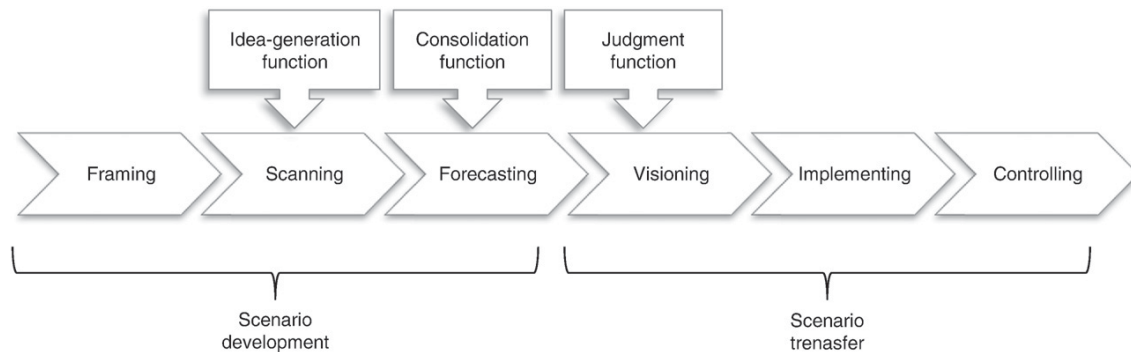 Idea-generation
function
Consolidation
function
Judgment
function
Framing
Scanning
Forecasting
Visioning
Implementing
Controlling
Scenario
development
Scenario
trenasfer